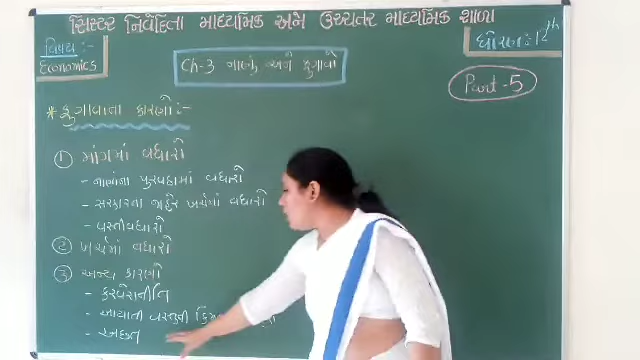 સિસ્ટર નિવેદિતા માધ્યમિક અને ઉચ્ચતર માધ્યમિક શાળા
વિષય :-
Economics
ધોરણ : 12th
Ch-3 નાણું અને ફુગાવો
Part-5
* ફુગાવાના કારણો :-
① માંગમાં વધારો
- નાણાંના પુરવઠામાં વધારો
- સરકારના જાહેર ખર્ચમાં વધારો
- વસ્તીવધારો
② ખર્ચમાં વધારો
③ અન્ય કારણો
- કરવેરાનીતિ
- આયાતી વસ્તુની
- અછત